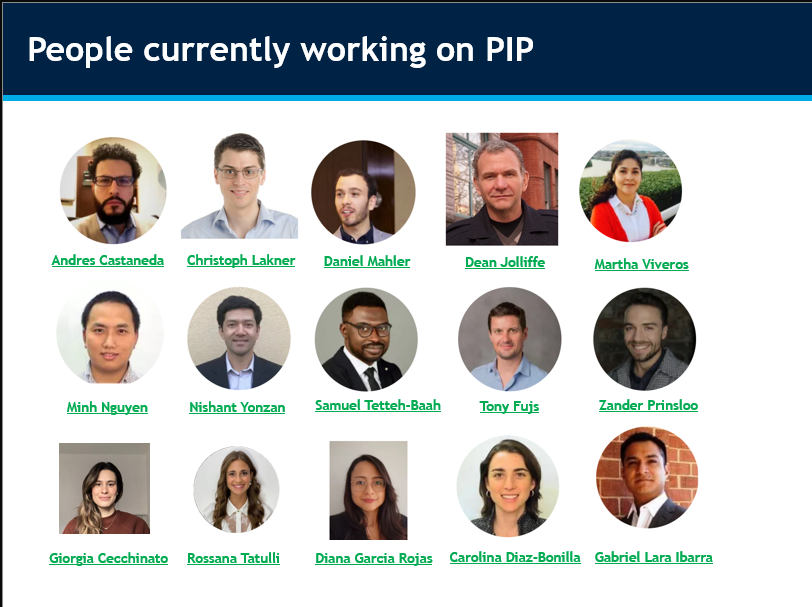 People currently working on PIP
Andres Castaneda
Christoph Lakner
Daniel Mahler
Dean Jolliffe
Martha Viveros
Minh Nguyen
Nishant Yonzan
Samuel Tetteh-Baah
Tony Fujs
Zander Prinsloo
Giorgia Cecchinato
Rossana Tatulli
Diana Garcia Rojas
Carolina Diaz-Bonilla
Gabriel Lara Ibarra